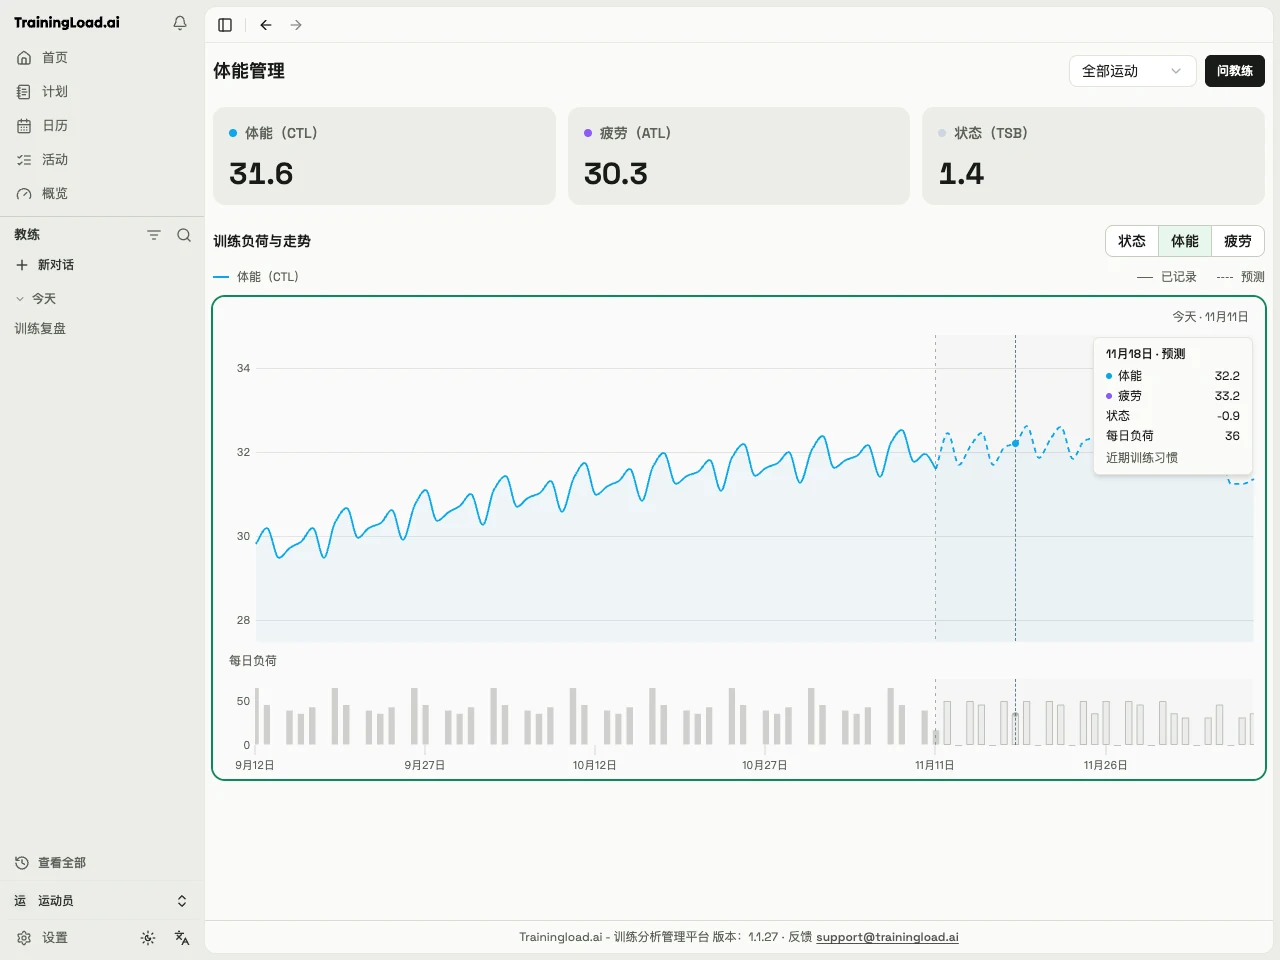 TrainingLoad.ai
首页
计划
日历
活动
概览
教练
新对话
今天
训练复盘
查看全部
运 运动员
设置
体能管理
全部运动
问教练
体能（CTL）
31.6
疲劳（ATL）
30.3
状态（TSB）
1.4
训练负荷与走势
状态 体能 疲劳
体能（CTL）
已记录 预测
今天 · 11月11日
34
32
30
28
11月18日 · 预测
体能 32.2
疲劳 33.2
状态 -0.9
每日负荷 36
近期训练习惯
每日负荷
50
0
9月12日 9月27日 10月12日 10月27日 11月11日 11月26日
Trainingload.ai - 训练分析管理平台 版本：1.1.27 · 反馈 support@trainingload.ai